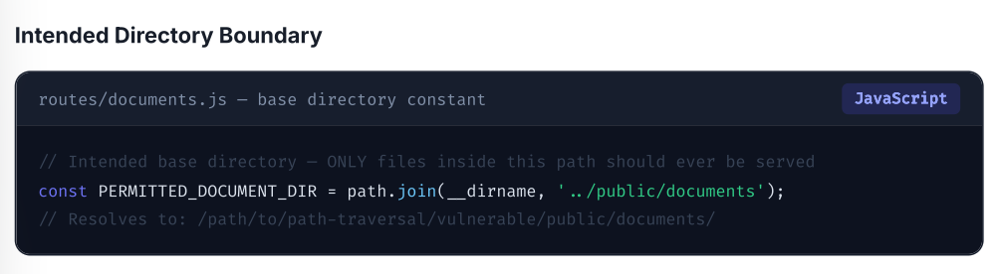 Intended Directory Boundary
routes/documents.js — base directory constant
JavaScript
// Intended base directory — ONLY files inside this path should ever be served
const PERMITTED_DOCUMENT_DIR = path.join(__dirname, '../public/documents');
// Resolves to: /path/to/path-traversal/vulnerable/public/documents/